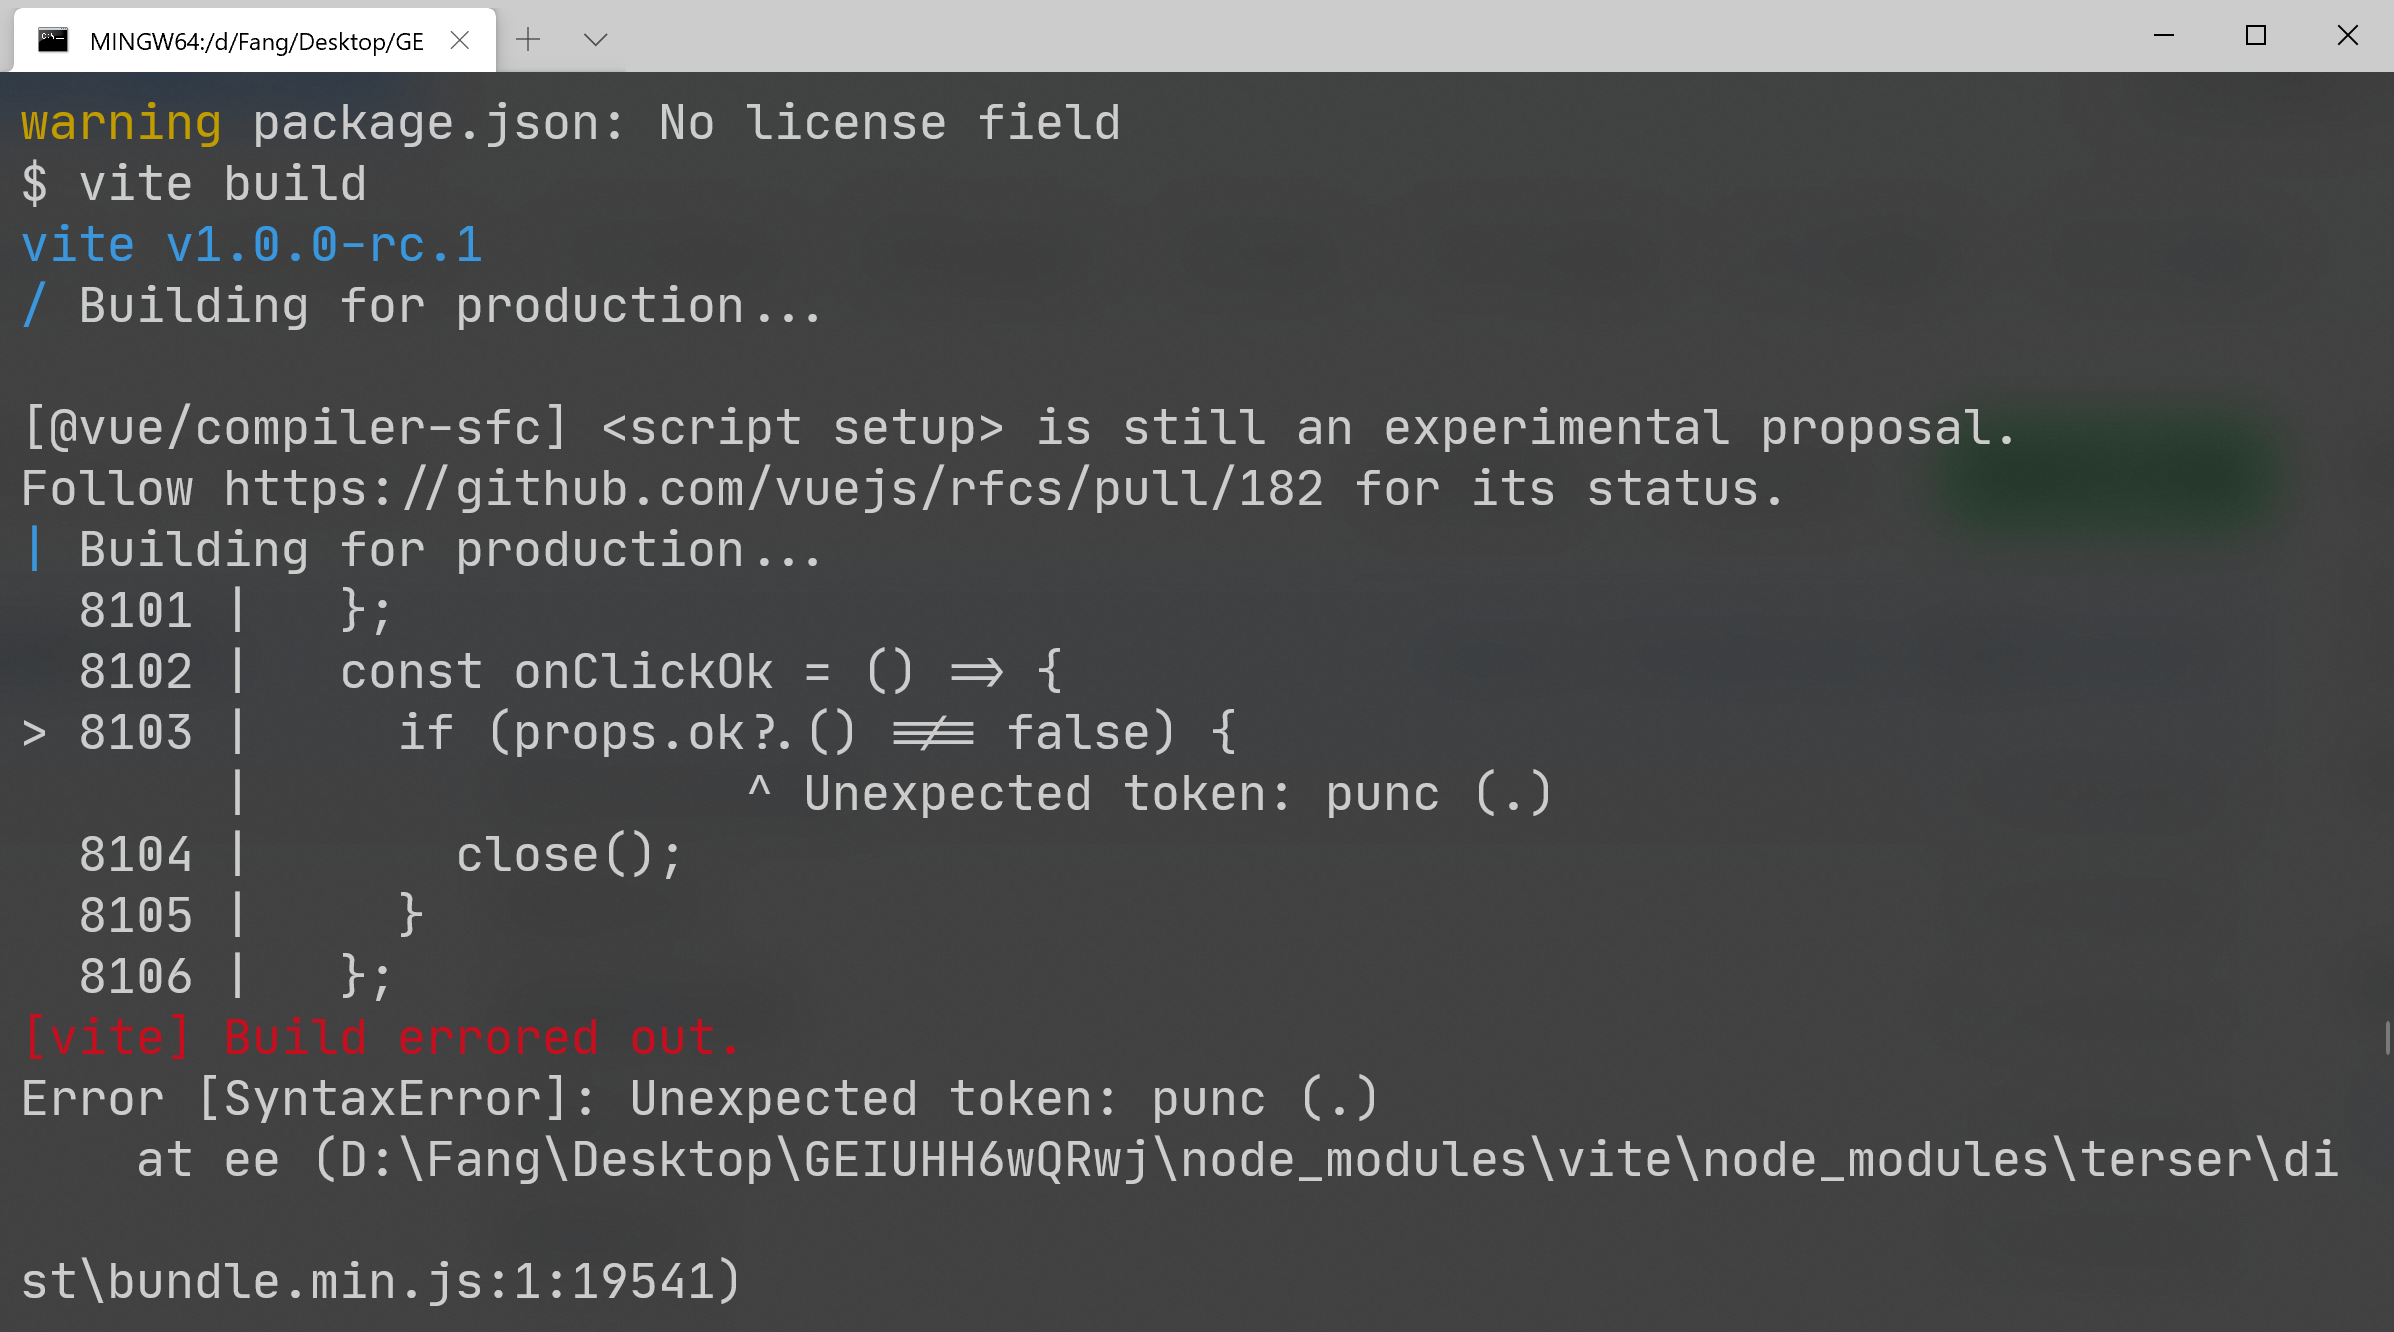 MINGW64:/d/Fang/Desktop/GE
warning package.json: No license field
$ vite build
vite v1.0.0-rc.1
/ Building for production...
[@vue/compiler-sfc] <script setup> is still an experimental proposal.
Follow https://github.com/vuejs/rfcs/pull/182 for its status.
| Building for production...
  8101 |   };
  8102 |   const onClickOk = () => {
> 8103 |     if (props.ok?.() !== false) {
       |                 ^ Unexpected token: punc (.)
  8104 |       close();
  8105 |     }
  8106 |   };
[vite] Build errored out.
Error [SyntaxError]: Unexpected token: punc (.)
    at ee (D:\Fang\Desktop\GEIUHH6wQRwj\node_modules\vite\node_modules\terser\di
st\bundle.min.js:1:19541)